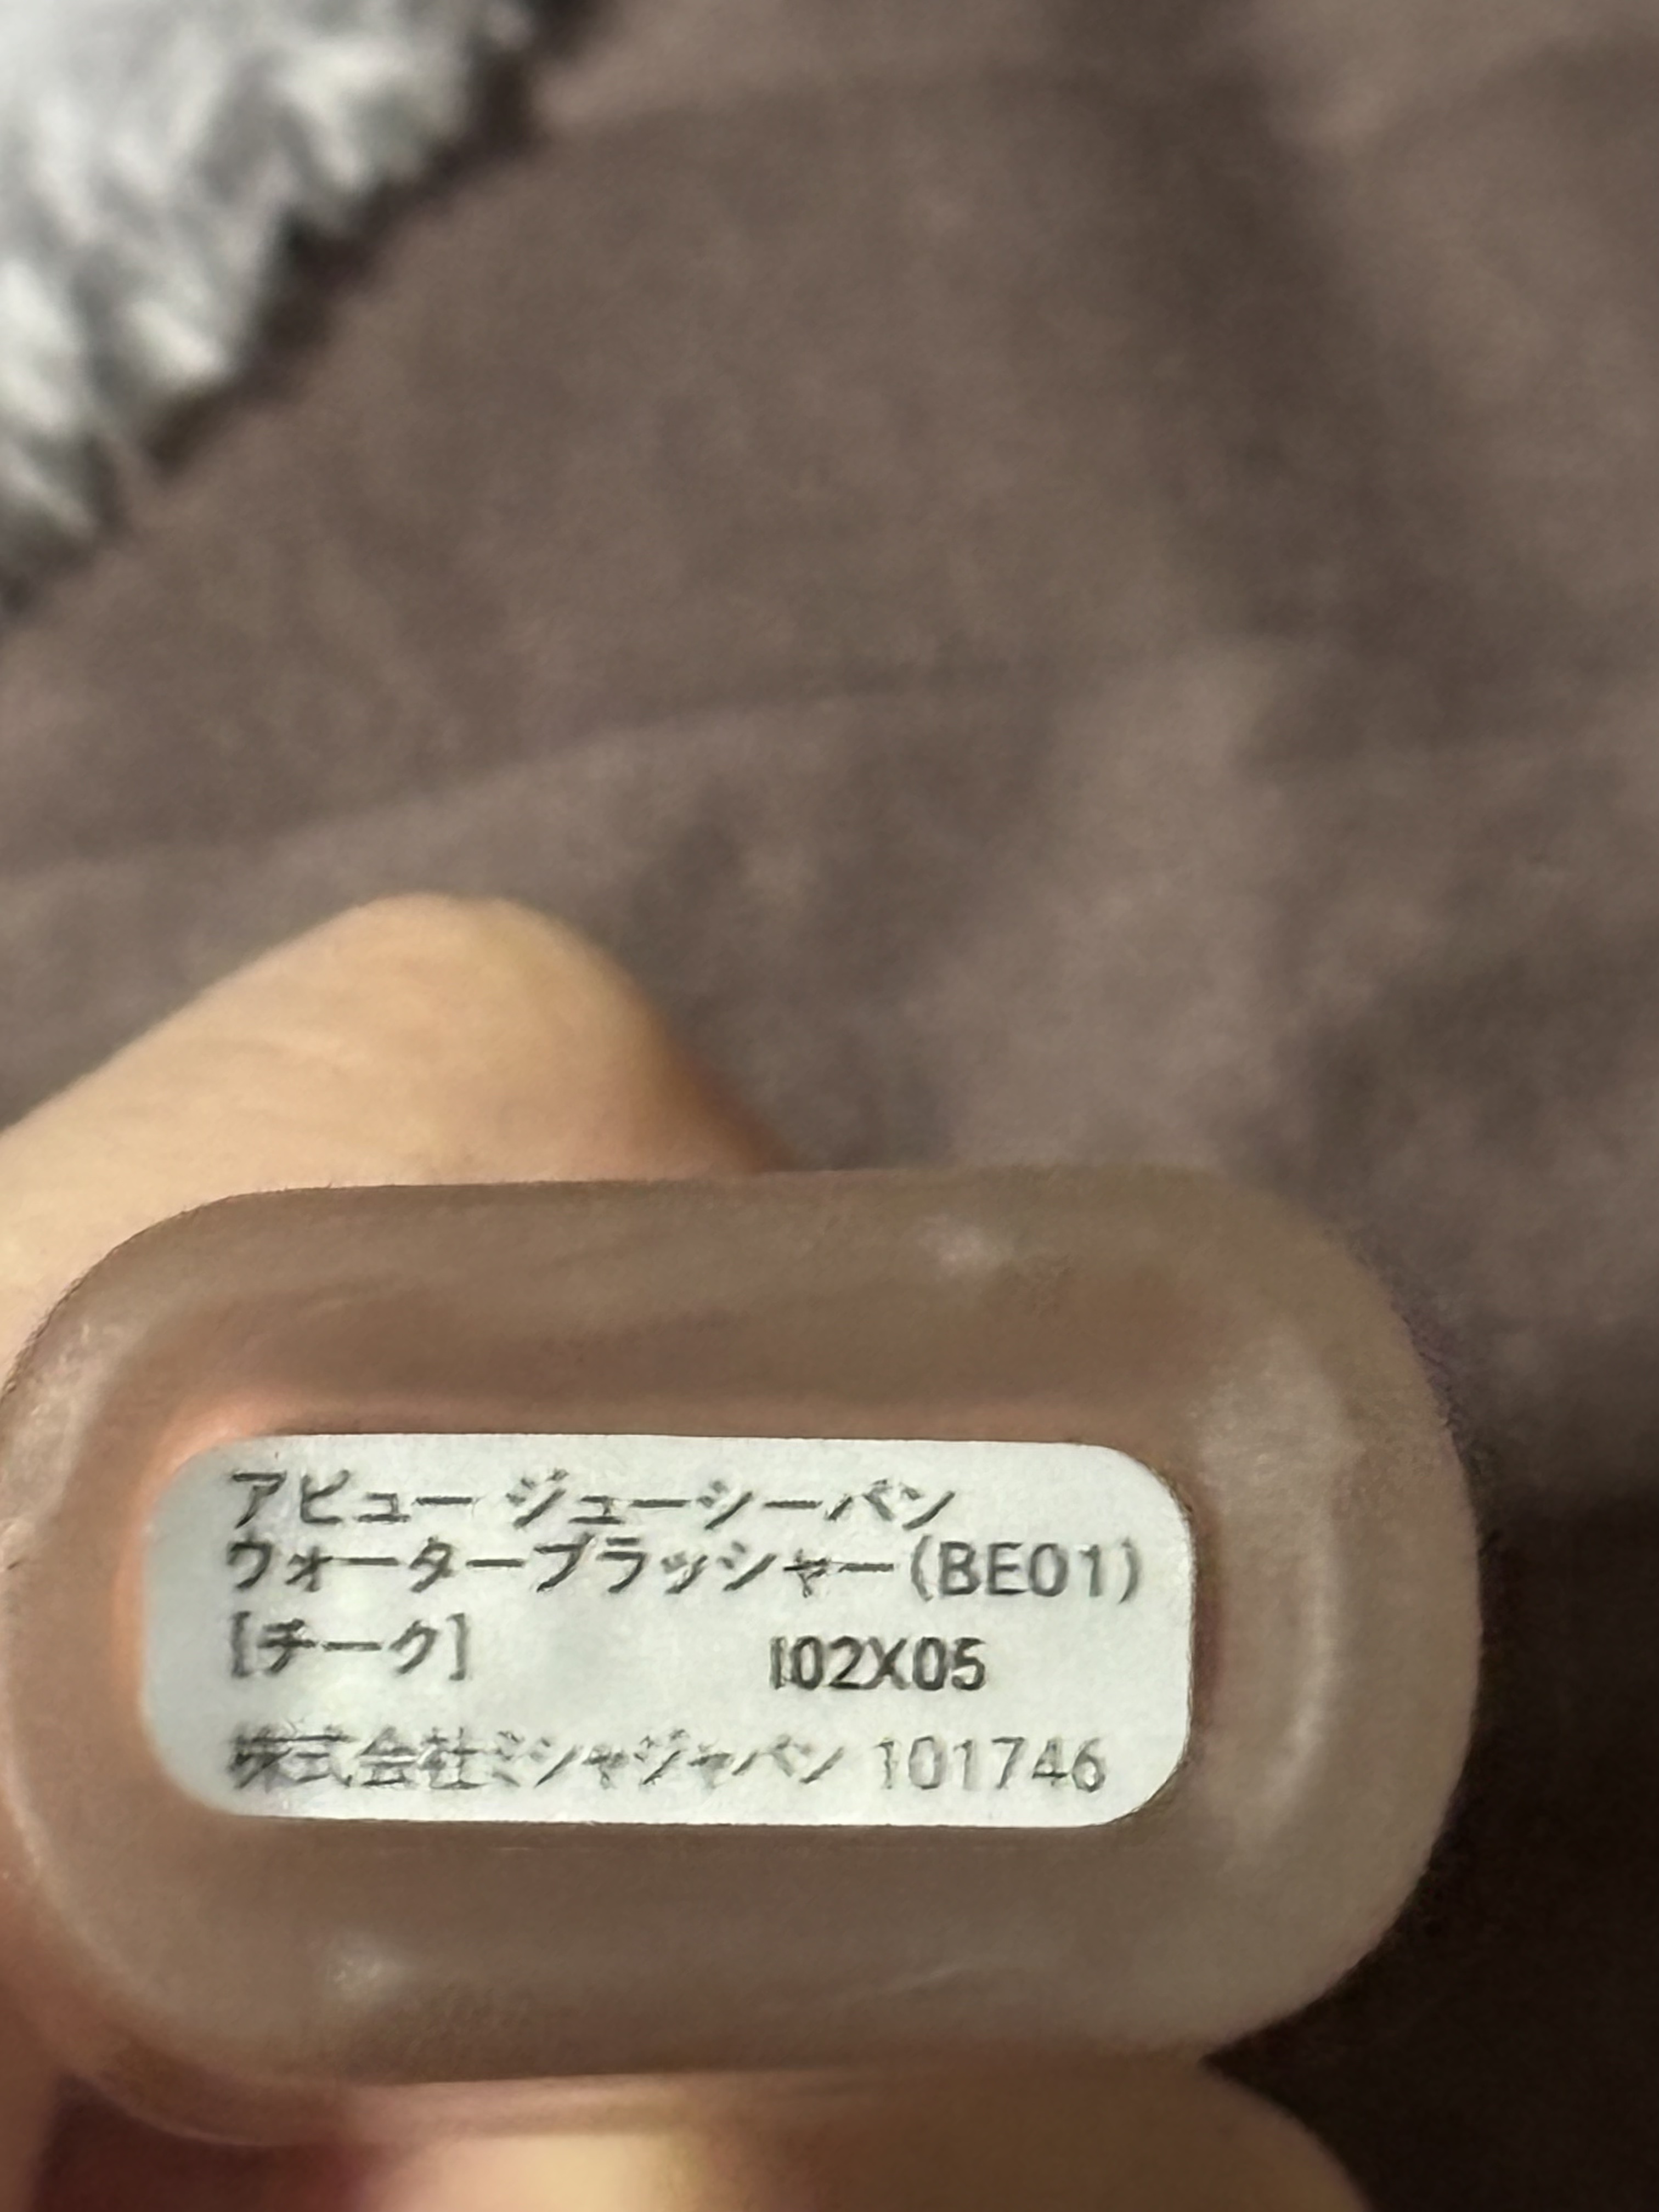 アピュー ジューシーパン
ウォーターブラッシャー(BE01)
[チーク] I02X05
株式会社ミシャジャパン 101746